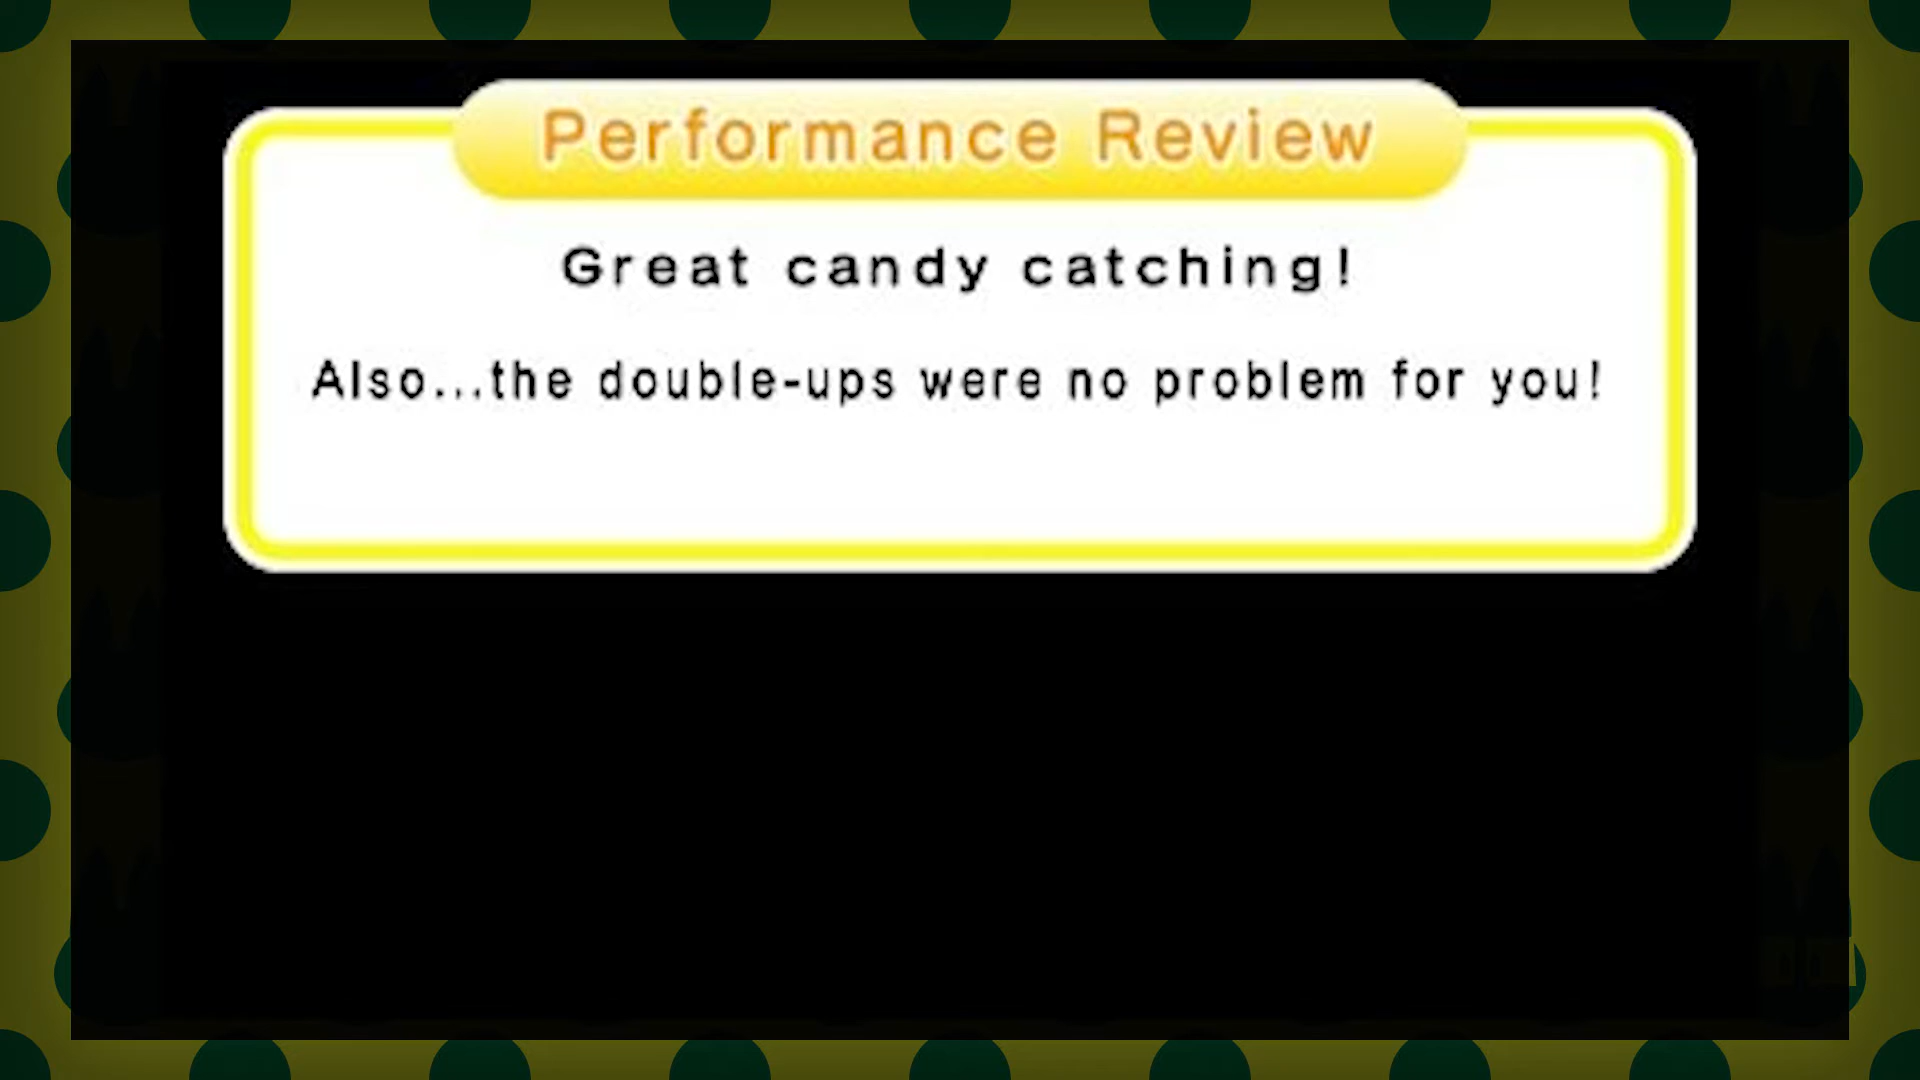 Performance Review
Great candy catching!
Also...the double-ups were no problem for you!